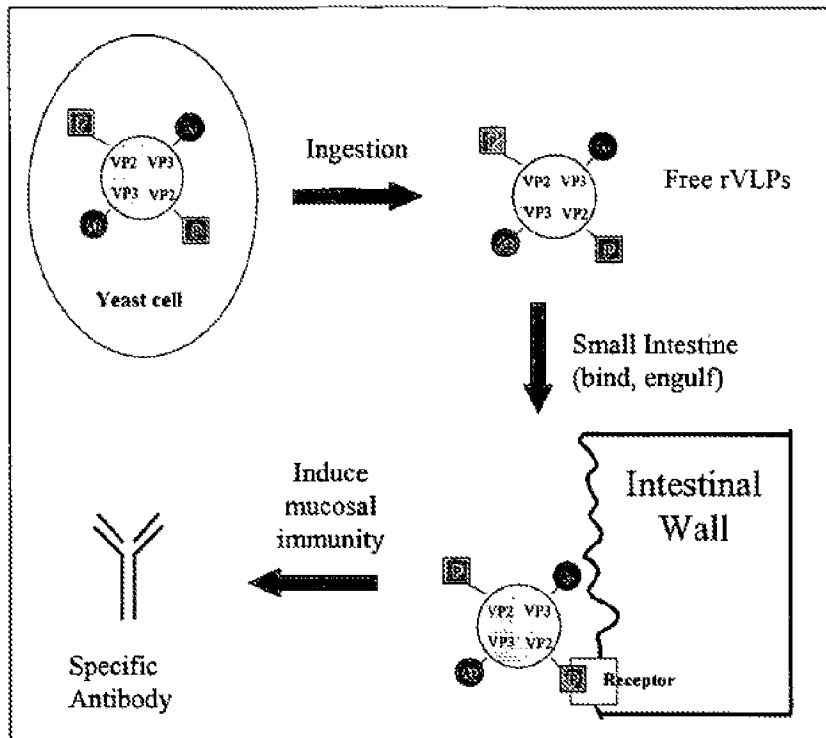 VP2 VP3
VP3 VP2
Yeast cell
Ingestion
P
VP2 VP3
VP3 VP2
Free rVLPs
Small Intestine
(bind, engulf)
Intestinal
Wall
Induce
mucosal
immunity
P
VP2 VP3
VP3 VP2
Receptor
Specific
Antibody